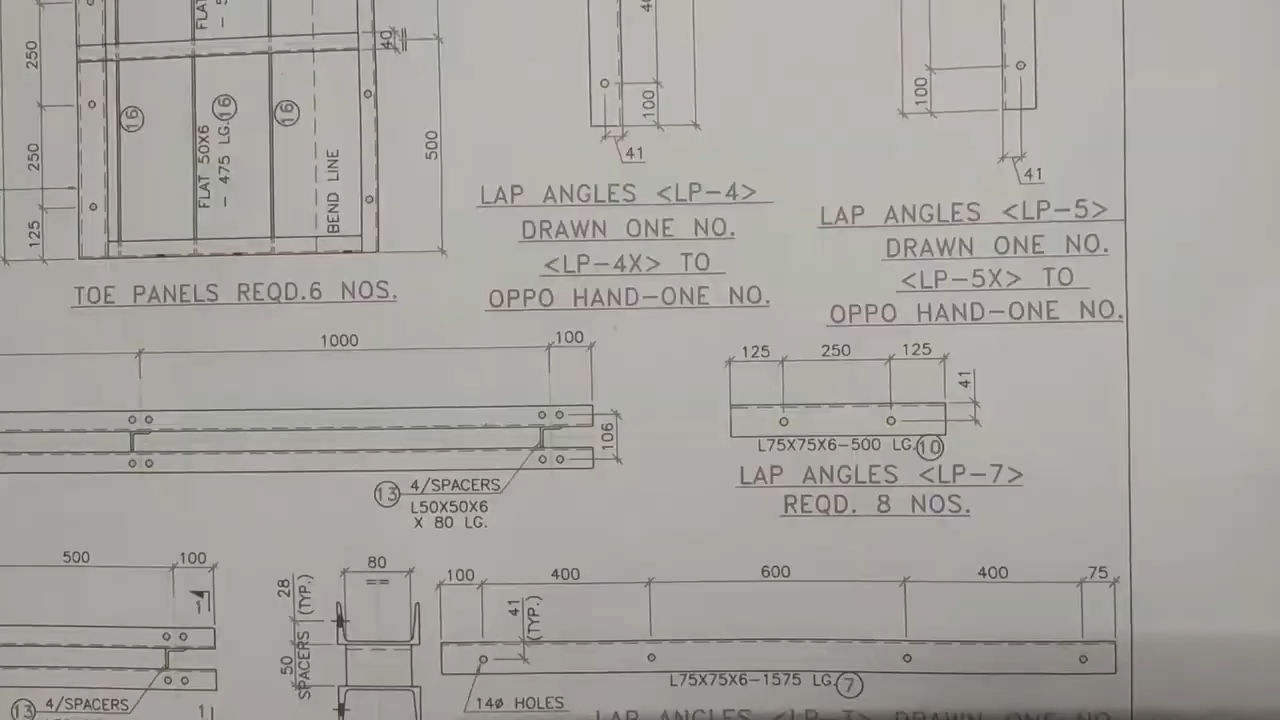 250
16
16
16
FLAT 50X6
- 475 LG.
BEND LINE
250
125
40
500
TOE PANELS REQD.6 NOS.
100
41
LAP ANGLES <LP-4>
DRAWN ONE NO.
<LP-4X> TO
OPPO HAND-ONE NO.
100
41
LAP ANGLES <LP-5>
DRAWN ONE NO.
<LP-5X> TO
OPPO HAND-ONE NO.
1000
100
106
13 4/SPACERS
L50X50X6
X 80 LG.
125
250
125
41
L75X75X6-500 LG. 10
LAP ANGLES <LP-7>
REQD. 8 NOS.
500
100
1
13 4/SPACERS
1
80
==
28
(TYP.)
50
SPACERS
100
400
600
400
75
41
(TYP.)
L75X75X6-1575 LG. 7
14ø HOLES